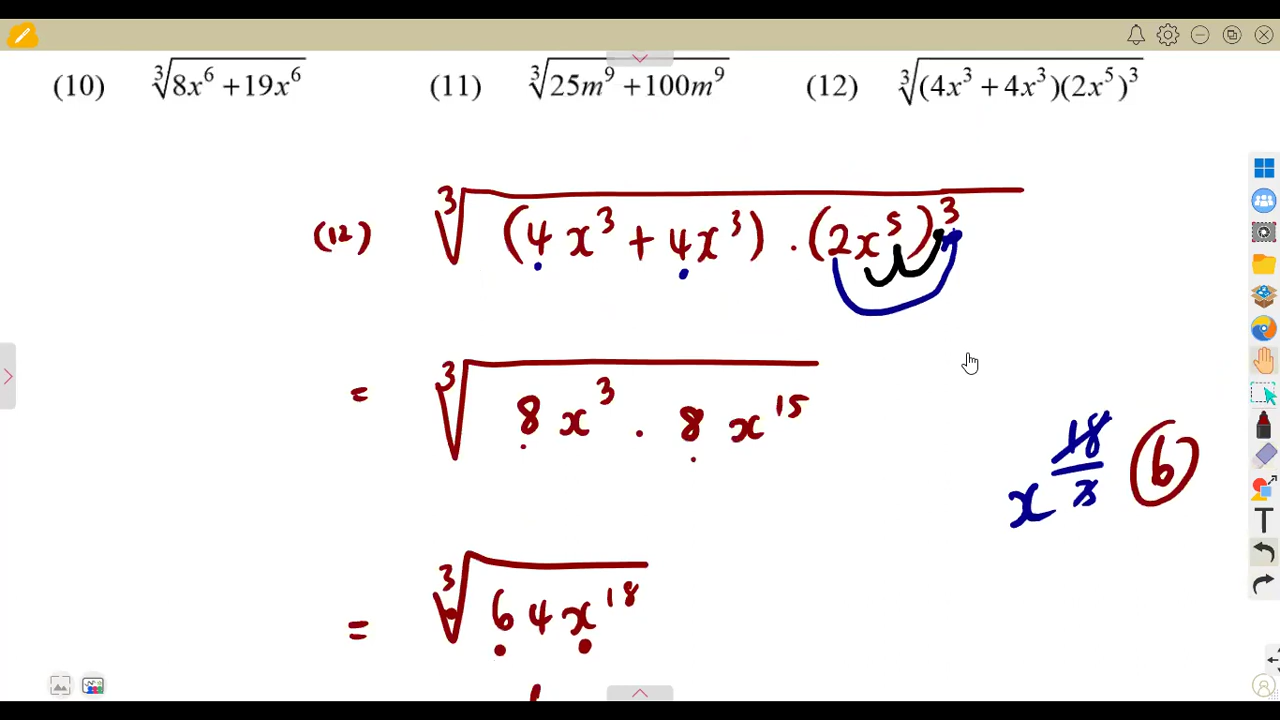 (10) ∛(8x⁶ + 19x⁶) (11) ∛(25m⁹ + 100m⁹) (12) ∛((4x³ + 4x³)(2x⁵)³)
(12) ∛((4x³ + 4x³) · (2x⁵)³)
= ∛(8x³ · 8x¹⁵)
x^(18/3) 6
= ∛(64x¹⁸)
T